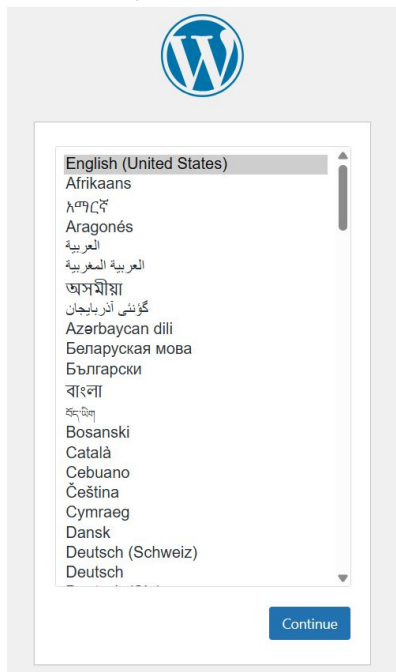 English (United States)
Afrikaans
አማርኛ
Aragonés
العربية
العربية المغربية
অসমীয়া
گؤنئی آذربایجان
Azərbaycan dili
Беларуская мова
Български
বাংলা
བོད་ཡིག
Bosanski
Català
Cebuano
Čeština
Cymraeg
Dansk
Deutsch (Schweiz)
Deutsch
Continue